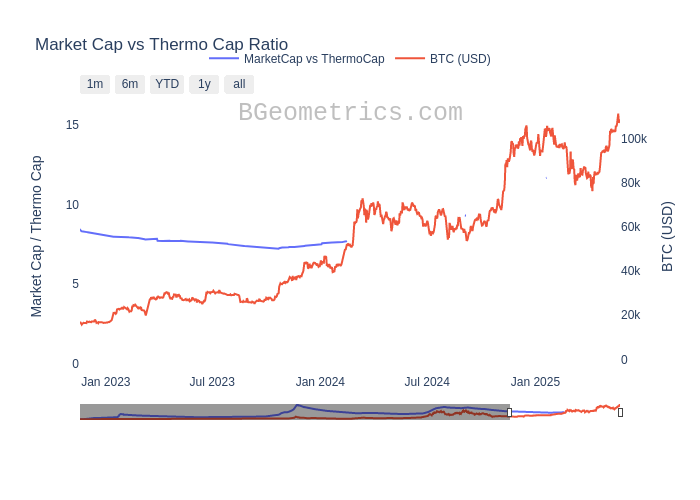 Market Cap vs Thermo Cap Ratio
MarketCap vs ThermoCap
BTC (USD)
1m
6m
YTD
1y
all
BGeometrics.com
Market Cap / Thermo Cap
15
10
5
0
100k
80k
60k
40k
20k
0
BTC (USD)
Jan 2023
Jul 2023
Jan 2024
Jul 2024
Jan 2025